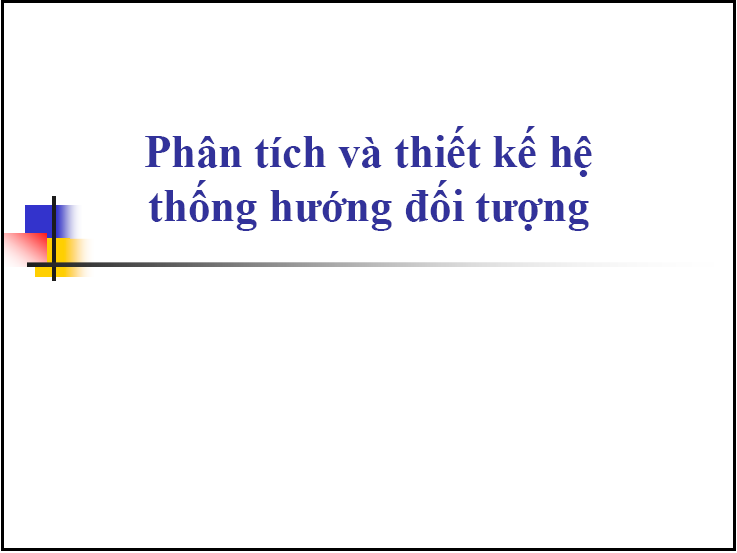 Phân tích và thiết kế hệ
thống hướng đối tượng